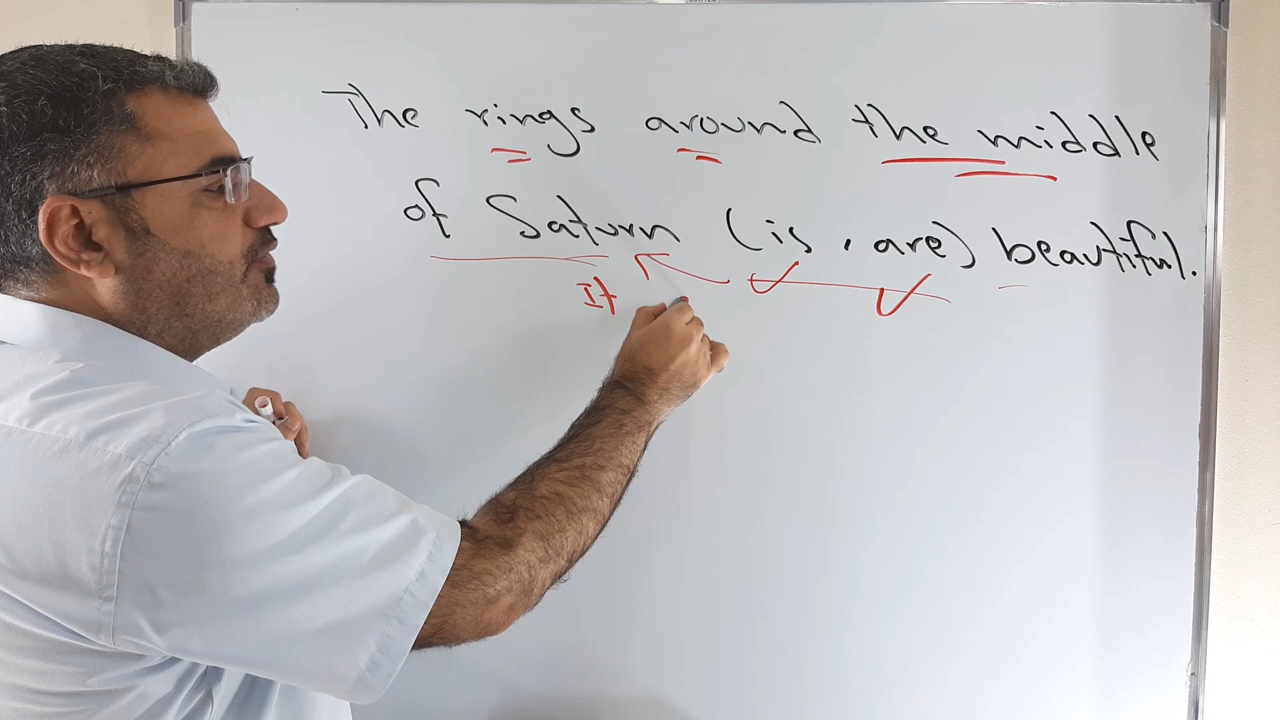 The rings around the middle
of Saturn (is , are) beautiful.
It